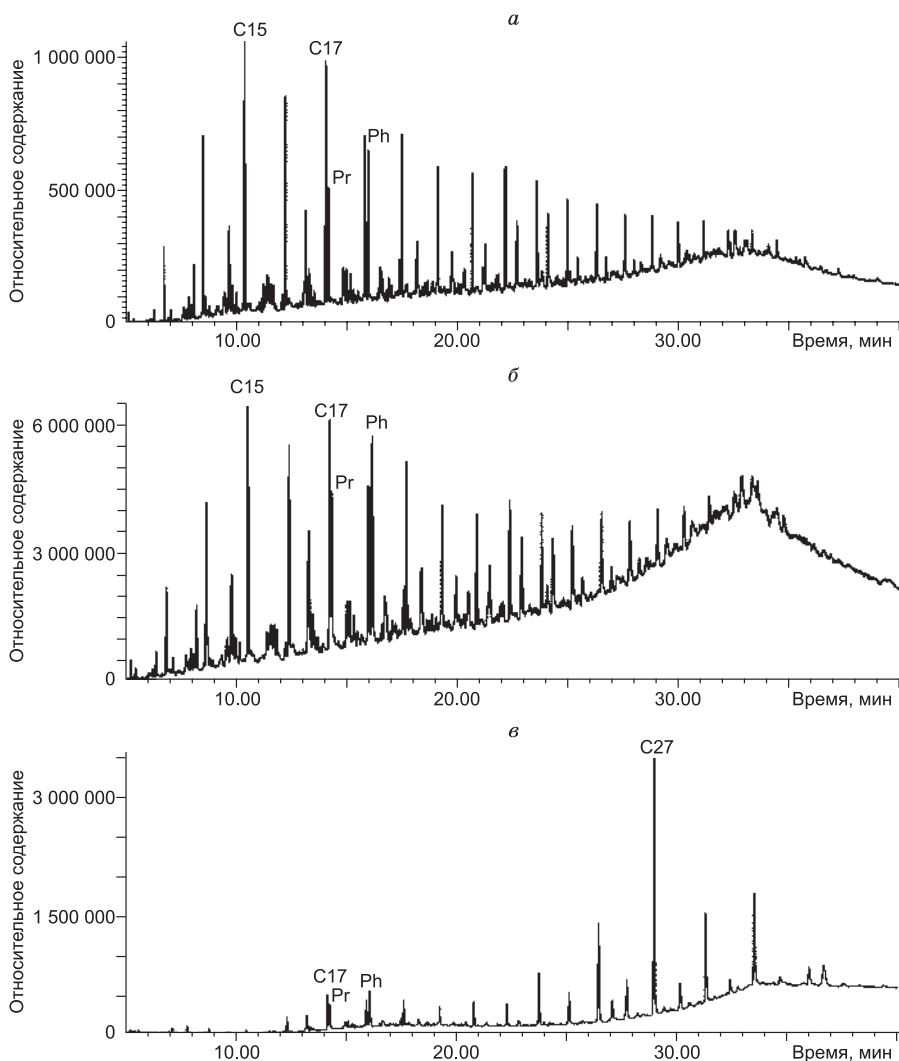 а
Относительное содержание
1 000 000
500 000
0
C15
C17
Pr
Ph
10.00 20.00 30.00 Время, мин
б
Относительное содержание
6 000 000
3 000 000
0
C15
C17
Pr
Ph
10.00 20.00 30.00 Время, мин
в
Относительное содержание
3 000 000
1 500 000
0
C17
Pr
Ph
C27
10.00 20.00 30.00 Время, мин